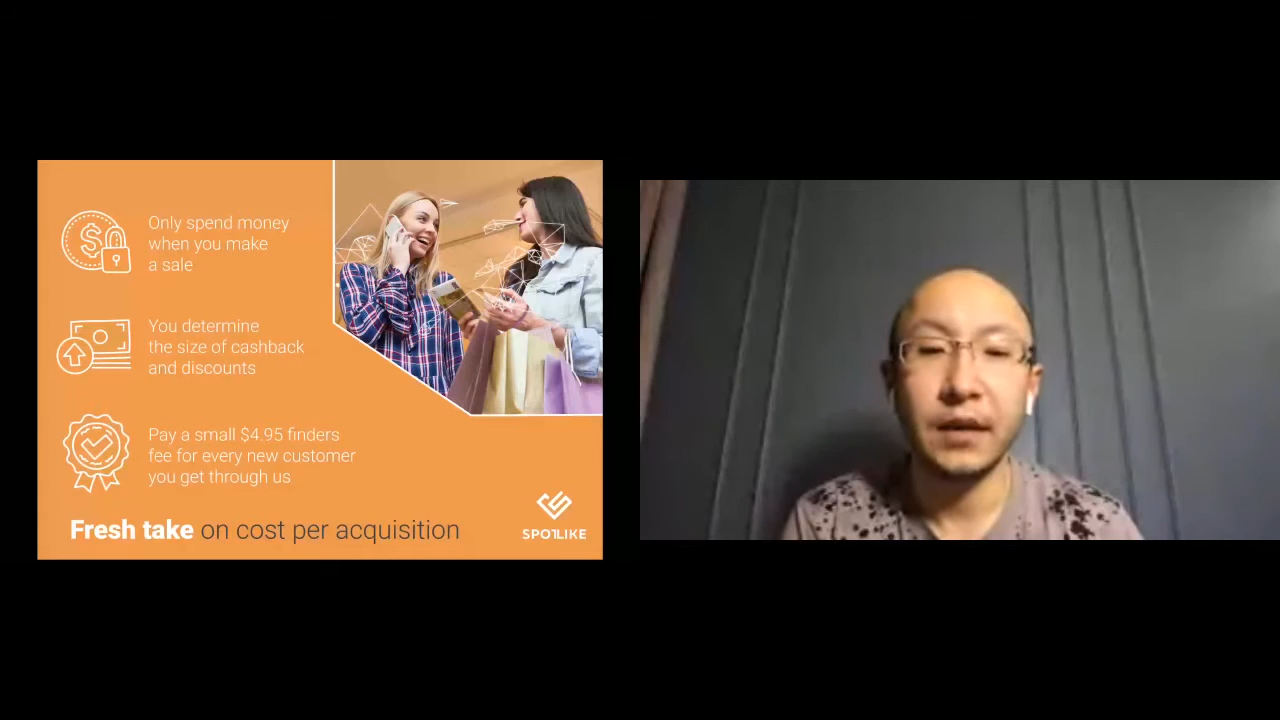 Only spend money
when you make
a sale
You determine
the size of cashback
and discounts
Pay a small $4.95 finders
fee for every new customer
you get through us
Fresh take on cost per acquisition
SPOTLIKE